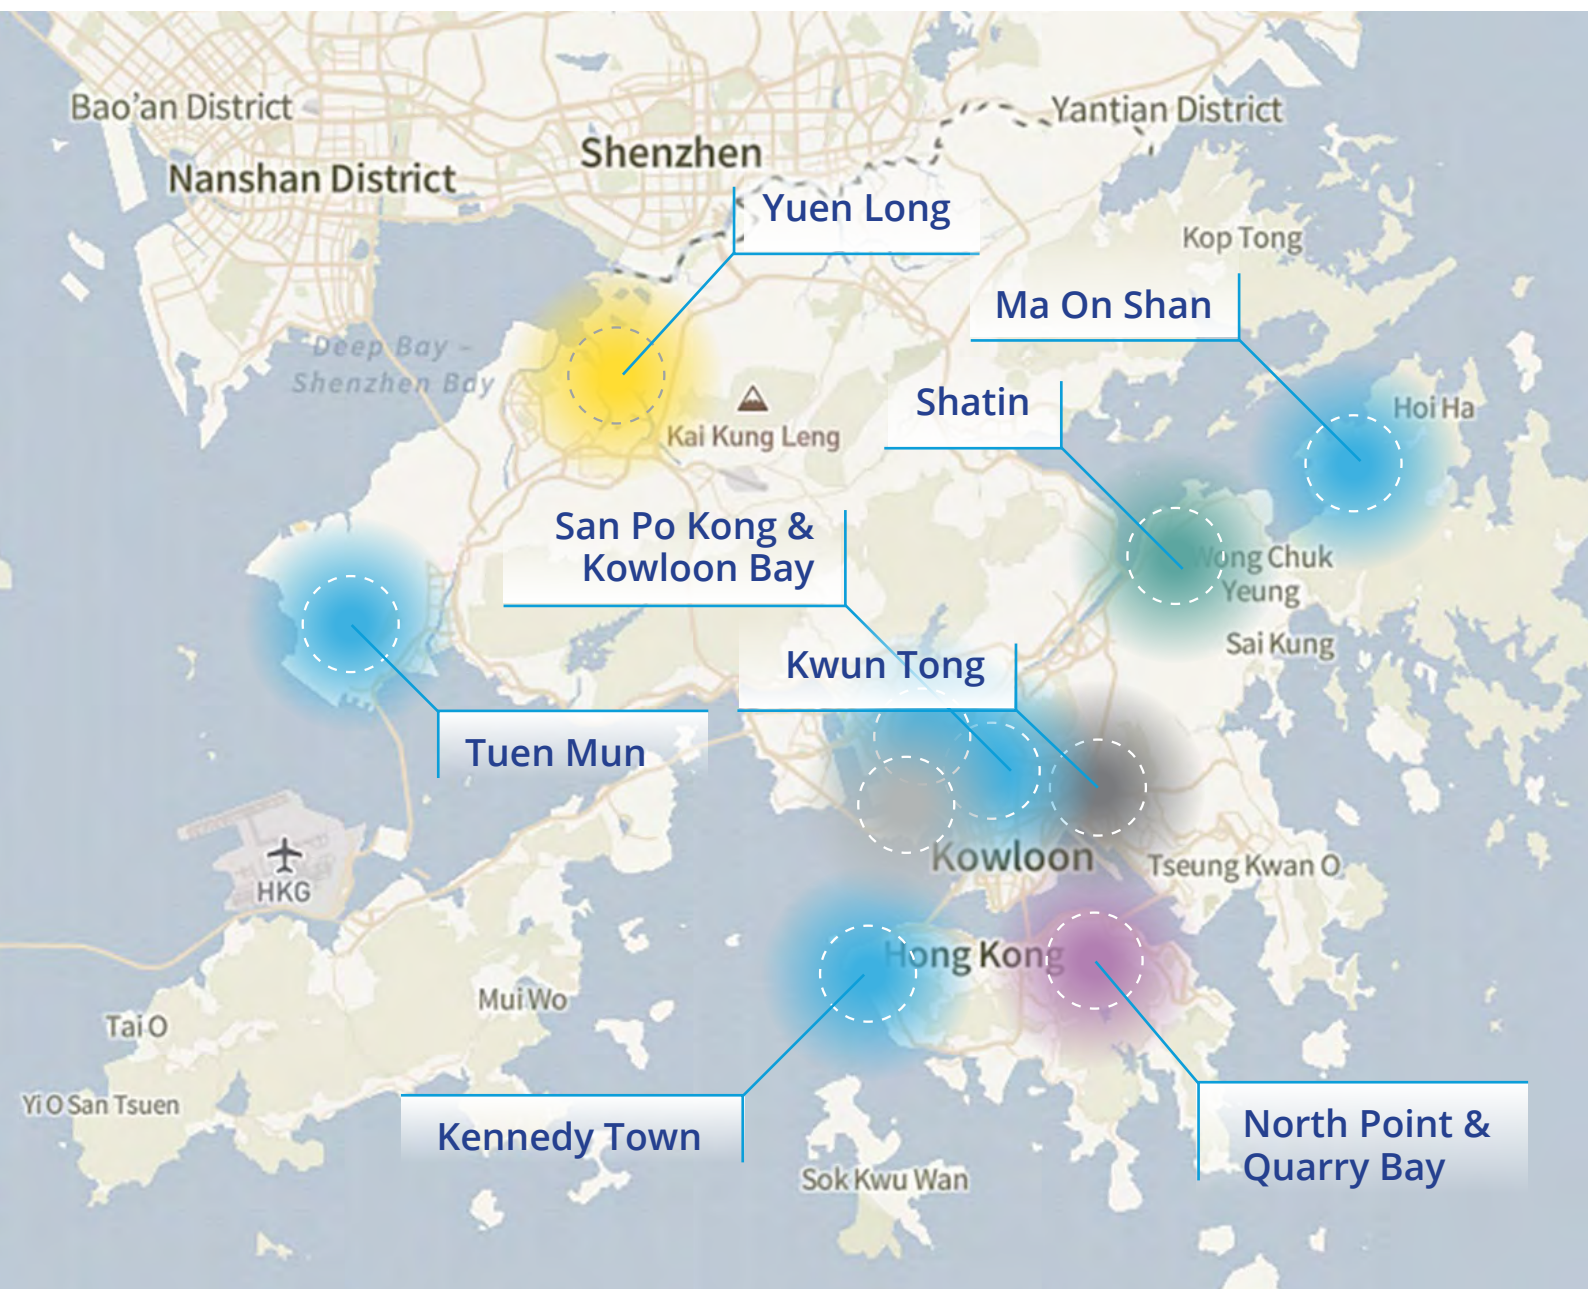 Bao’an District
Yantian District
Shenzhen
Nanshan District
Yuen Long
Kop Tong
Ma On Shan
Deep Bay –
Shenzhen Bay
Shatin
Hoi Ha
Kai Kung Leng
San Po Kong &
Kowloon Bay
Wong Chuk
Yeung
Sai Kung
Kwun Tong
Tuen Mun
Kowloon
Tseung Kwan O
HKG
Hong Kong
Mui Wo
Tai O
Yi O San Tsuen
Kennedy Town
North Point &
Quarry Bay
Sok Kwu Wan